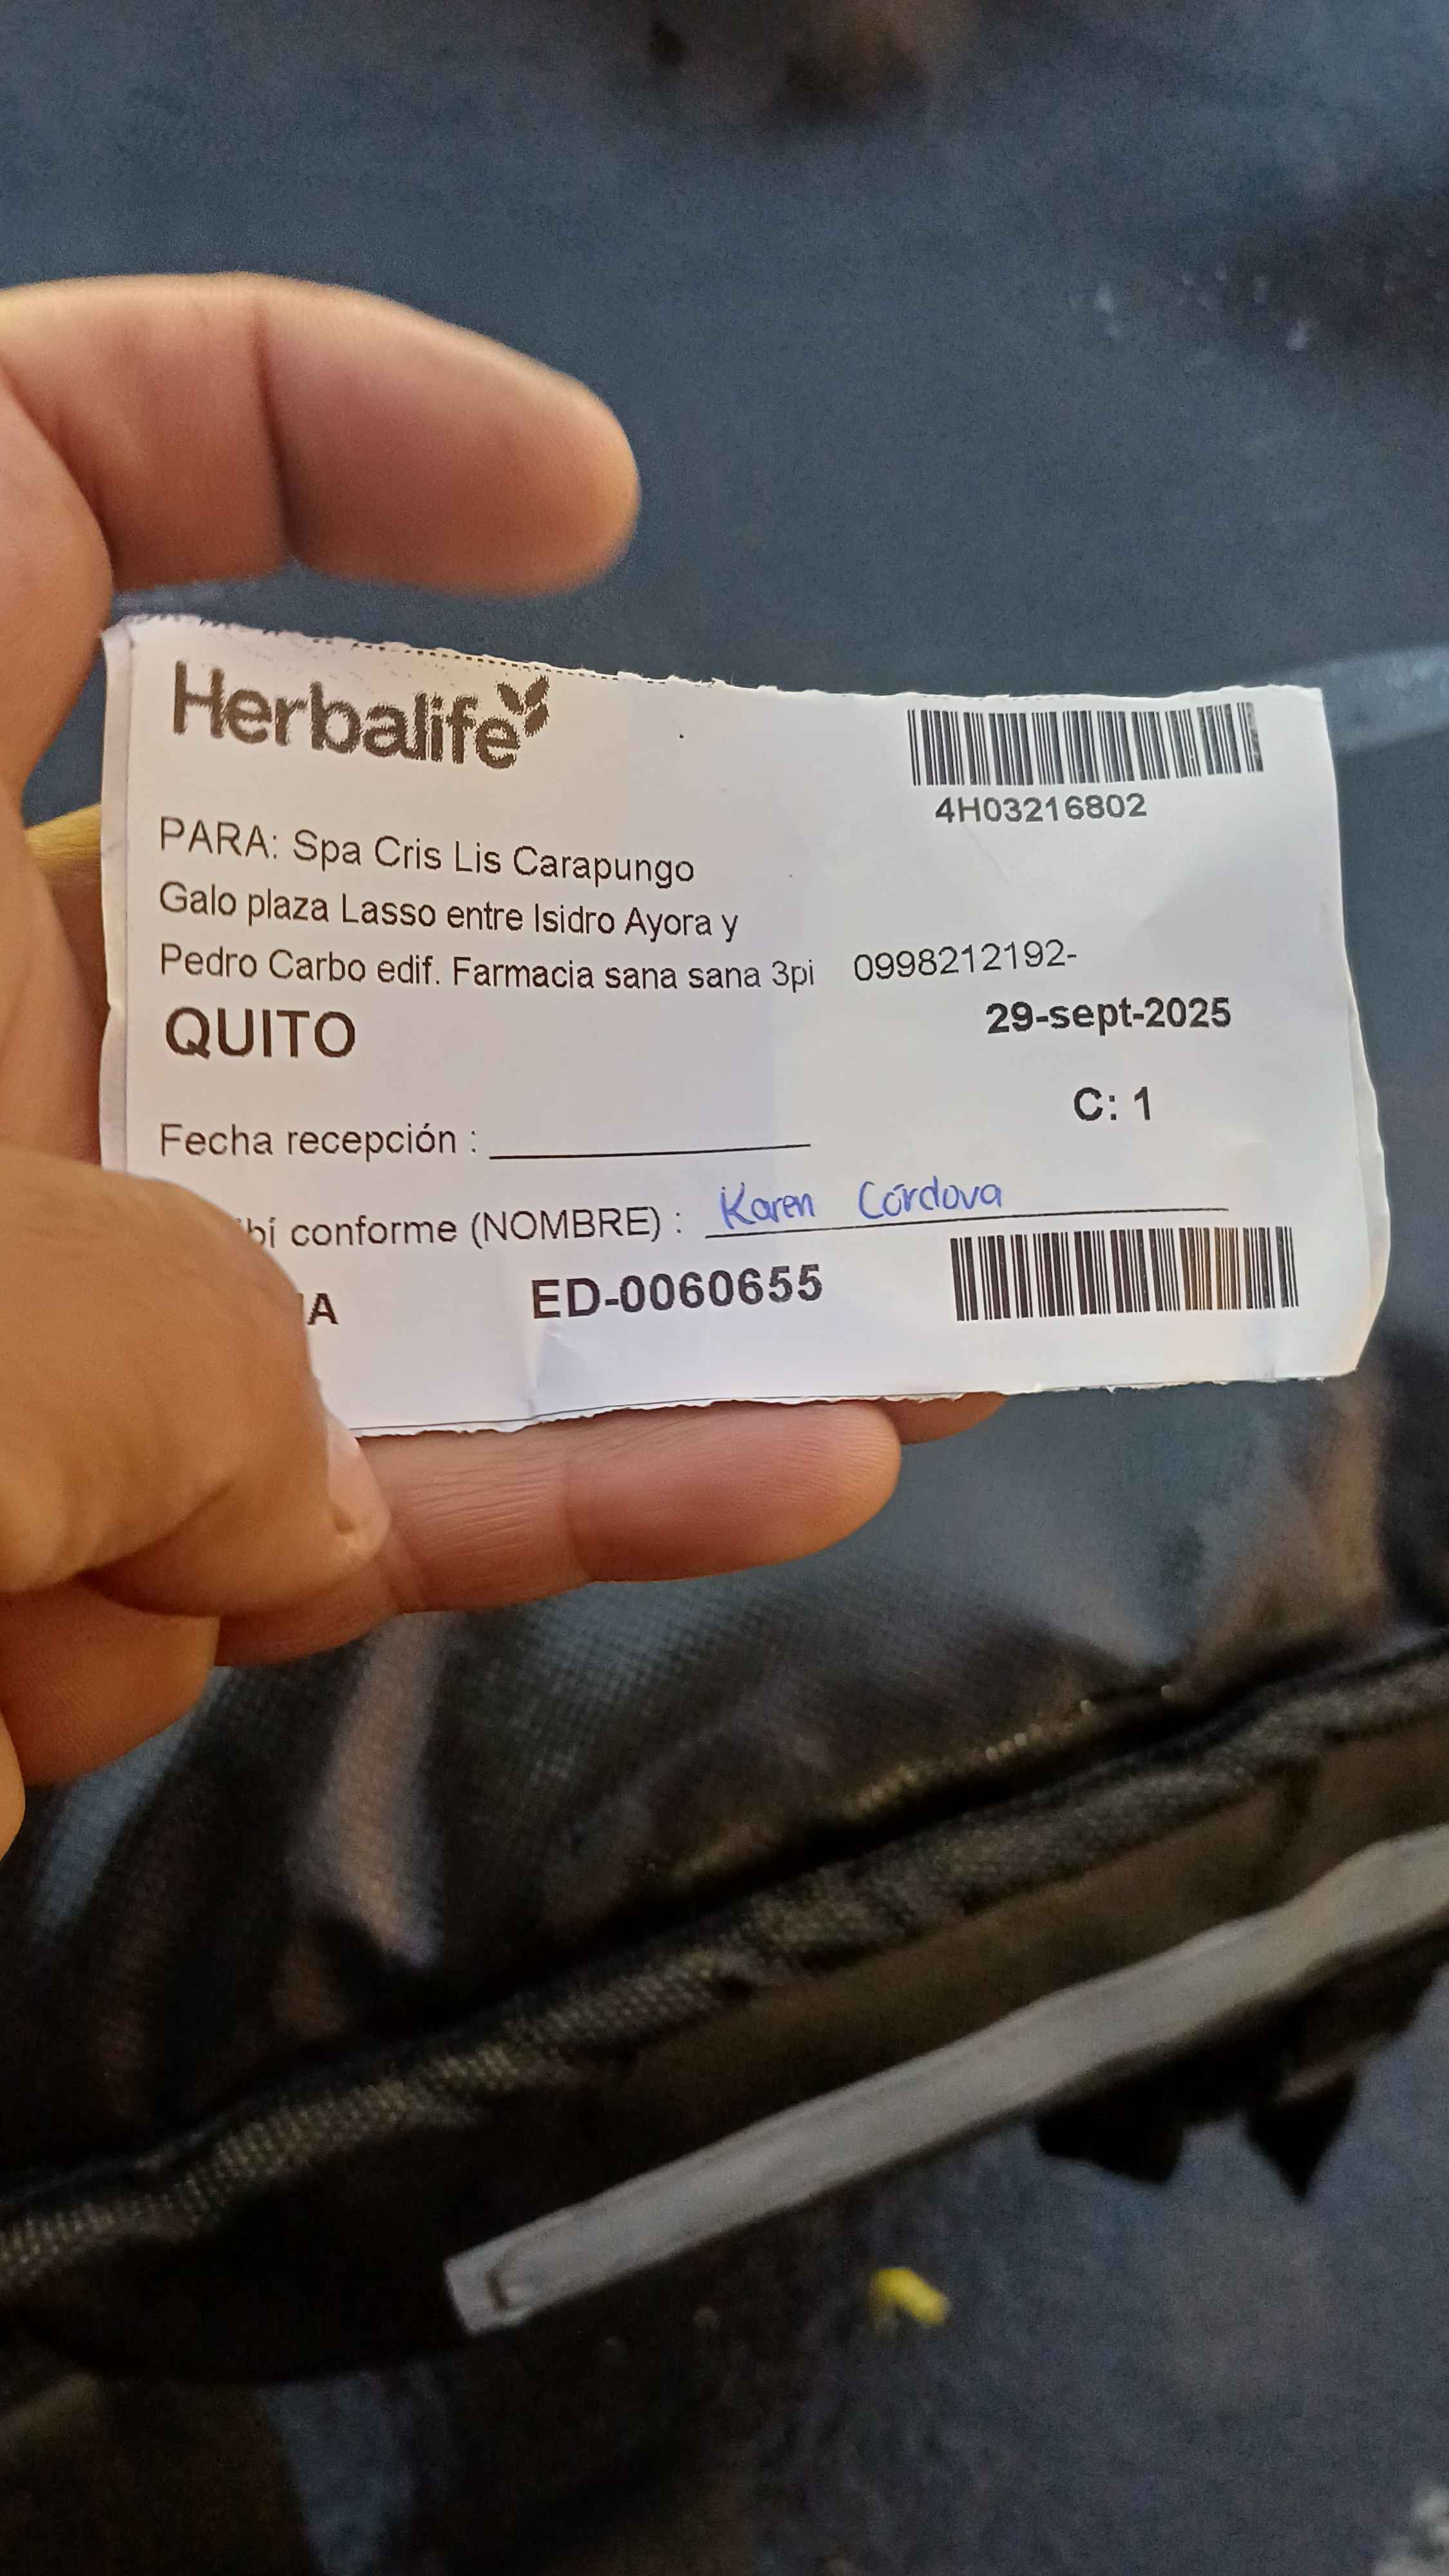 Herbalife
4H03216802
PARA: Spa Cris Lis Carapungo
Galo plaza Lasso entre Isidro Ayora y
Pedro Carbo edif. Farmacia sana sana 3pi 0998212192-
QUITO 29-sept-2025
C: 1
Fecha recepción :
conforme (NOMBRE) : Karen Córdova
ED-0060655